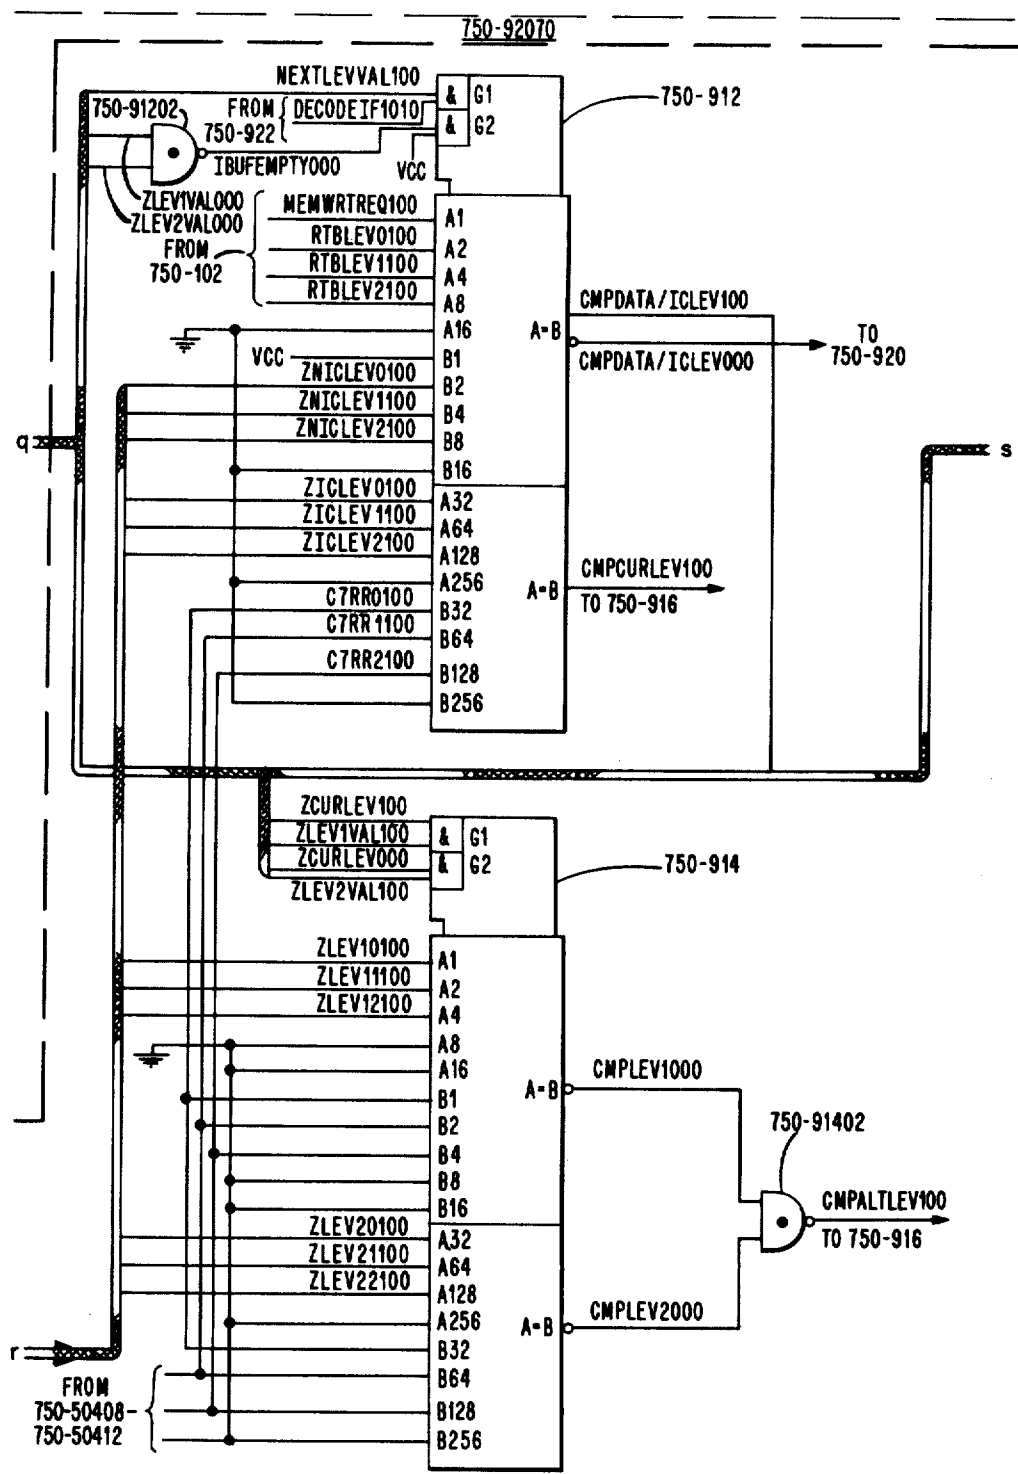 750-92070
NEXTLEVVAL100
& G1
750-912
750-91202
FROM 750-922
DECODEIF1010
& G2
IBUFEMPTY000
VCC
ZLEV1VAL000
ZLEV2VAL000
FROM 750-102
MEMWRTREQ100 A1
RTBLEV0100 A2
RTBLEV1100 A4
RTBLEV2100 A8
A16
VCC B1
ZNICLEV0100 B2
ZNICLEV1100 B4
ZNICLEV2100 B8
B16
A=B
CMPDATA/ICLEV100
CMPDATA/ICLEV000
TO 750-920
q
s
ZICLEV0100 A32
ZICLEV1100 A64
ZICLEV2100 A128
A256
C7RR0100 B32
C7RR1100 B64
C7RR2100 B128
B256
A=B
CMPCURLEV100
TO 750-916
ZCURLEV100
ZLEV1VAL100
& G1
ZCURLEV000
& G2
ZLEV2VAL100
750-914
ZLEV10100 A1
ZLEV11100 A2
ZLEV12100 A4
A8
A16
B1
B2
B4
B8
B16
A=B
CMPLEV1000
750-91402
CMPALTLEV100
TO 750-916
ZLEV20100 A32
ZLEV21100 A64
ZLEV22100 A128
A256
B32
B64
B128
B256
A=B
CMPLEV2000
r
FROM
750-50408-
750-50412